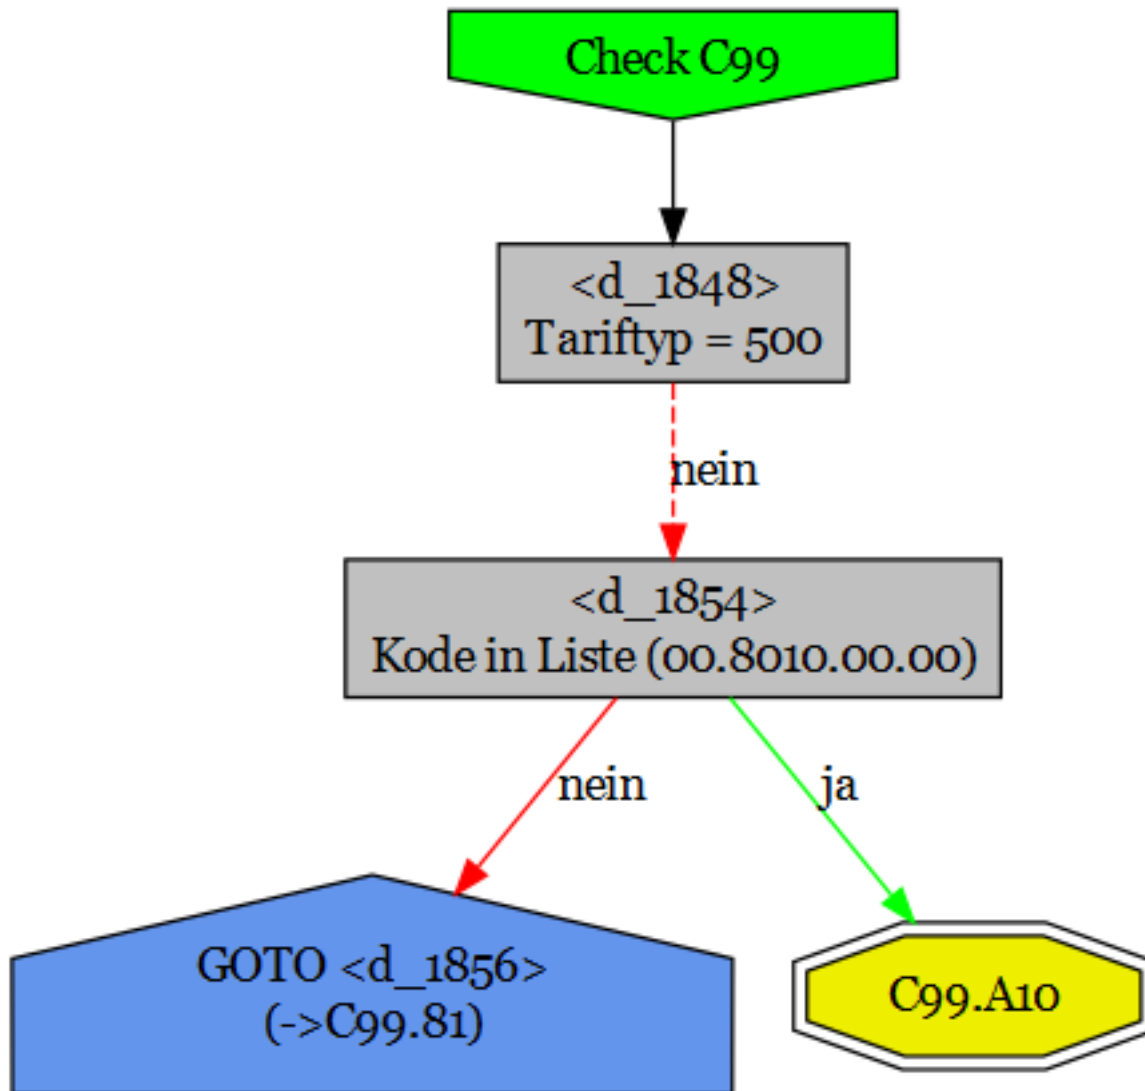 Check C99
<d_1848>
Tariftyp = 500
nein
<d_1854>
Kode in Liste (00.8010.00.00)
nein
ja
GOTO <d_1856>
(->C99.81)
C99.A10